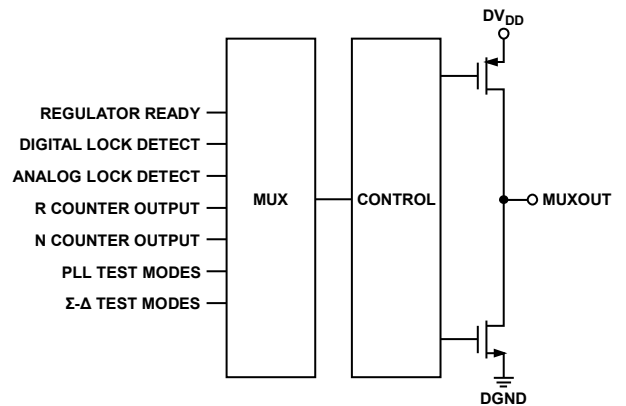 DVDD
REGULATOR READY
DIGITAL LOCK DETECT
ANALOG LOCK DETECT
R COUNTER OUTPUT
N COUNTER OUTPUT
PLL TEST MODES
Σ-Δ TEST MODES
MUX
CONTROL
MUXOUT
DGND